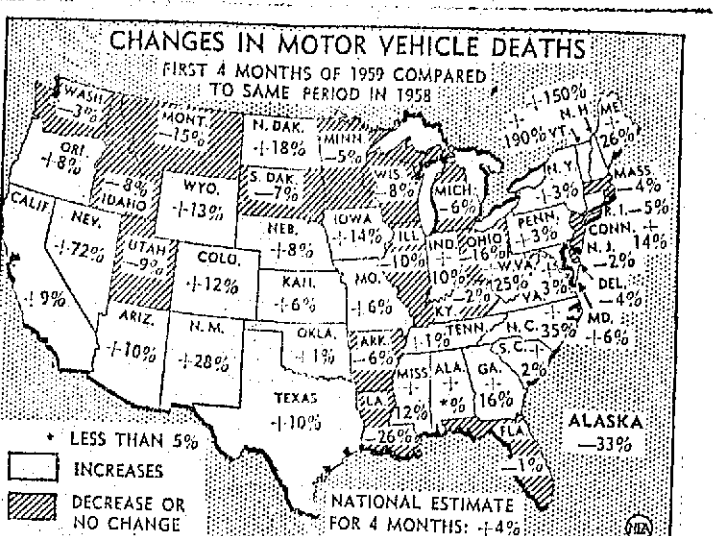 CHANGES IN MOTOR VEHICLE DEATHS
FIRST 4 MONTHS OF 1959 COMPARED
TO SAME PERIOD IN 1958
WASH.
—3%
MONT.
—15%
N. DAK.
+18%
MINN.
—5%
ORE.
+8%
—8%
IDAHO
WYO.
+13%
S. DAK.
—7%
WIS.
—8%
MICH.
—6%
+150%
N. H.
190% VT.
ME.
+
26%
N. Y.
+3%
MASS.
—4%
R. I. —5%
CONN. +
14%
N. J.
—2%
DEL.
—4%
MD.
+6%
PENN.
+3%
CALIF.
+9%
NEV.
+72%
UTAH
—9%
COLO.
+12%
NEB.
+8%
IOWA
+14%
ILL.
—10%
IND.
+
10%
OHIO
16%
W. VA.
25%
VA.
3%
KAN.
+6%
MO.
+6%
KY.
—2%
ARIZ.
+10%
N. M.
+28%
OKLA.
+1%
ARK.
—6%
TENN.
+1%
N. C.
+
35%
S. C. +
2%
TEXAS
+10%
LA.
—26%
MISS.
+
12%
ALA.
+
*%
GA.
+
16%
FLA.
—1%
ALASKA
—33%
* LESS THAN 5%
INCREASES
DECREASE OR
NO CHANGE
NATIONAL ESTIMATE
FOR 4 MONTHS: +4%